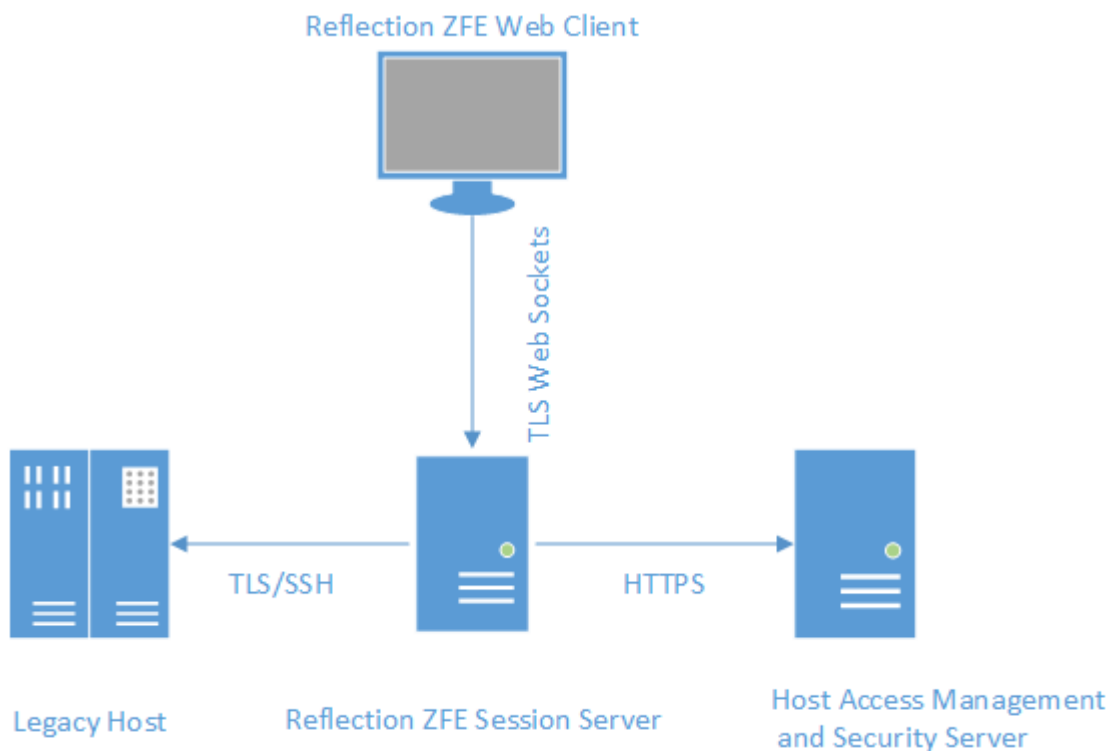 Reflection ZFE Web Client
TLS Web Sockets
TLS/SSH
HTTPS
Legacy Host
Reflection ZFE Session Server
Host Access Management
and Security Server